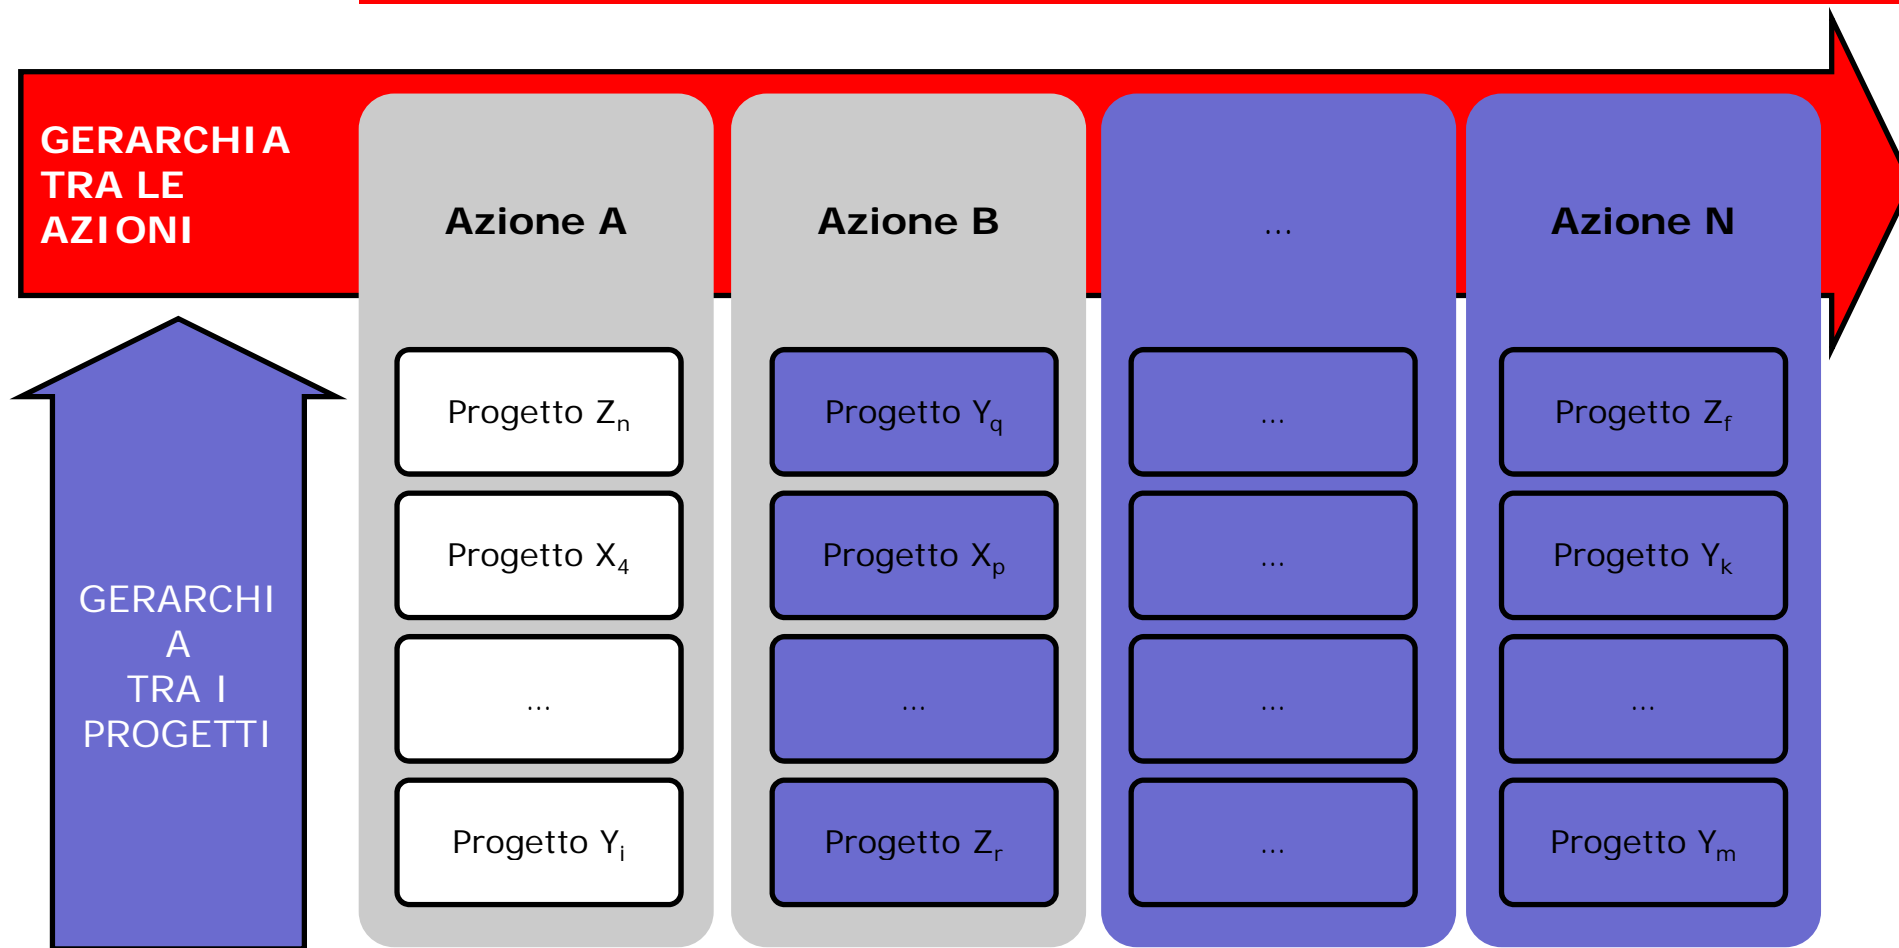 GERARCHIA
TRA LE
AZIONI
Azione A
Azione B
...
Azione N
GERARCHI
A
TRA I
PROGETTI
Progetto Zn
Progetto Yq
...
Progetto Zf
Progetto X4
Progetto Xp
...
Progetto Yk
...
...
...
...
Progetto Yi
Progetto Zr
...
Progetto Ym